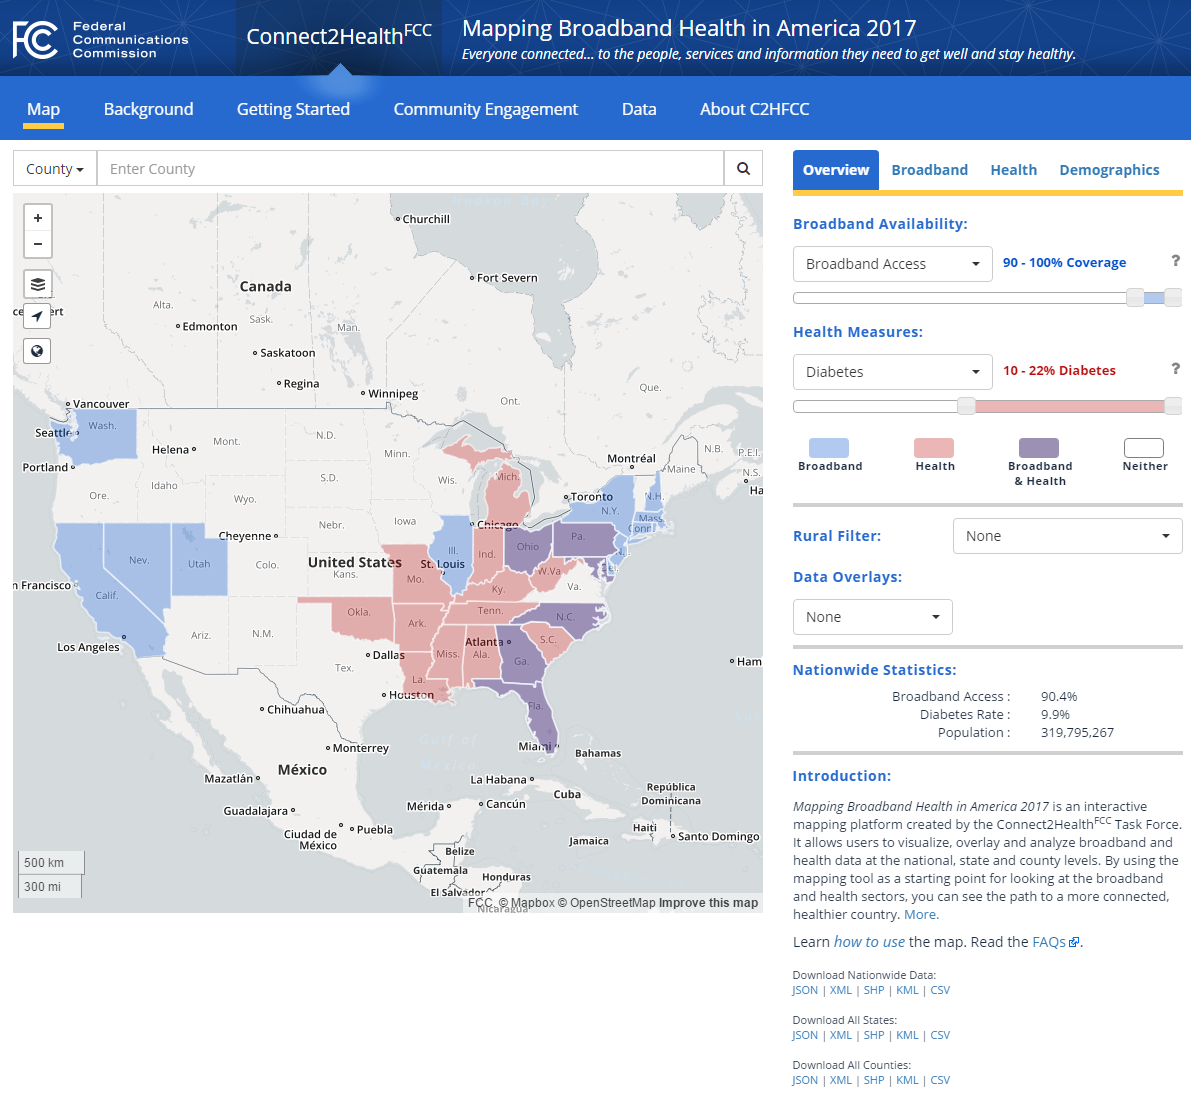 Federal
Communications
Commission
Connect2HealthFCC
Mapping Broadband Health in America 2017
Everyone connected... to the people, services and information they need to get well and stay healthy.
Map Background Getting Started Community Engagement Data About C2HFCC
County Enter County
Overview Broadband Health Demographics
Broadband Availability:
Broadband Access 90 - 100% Coverage ?
Health Measures:
Diabetes 10 - 22% Diabetes ?
Broadband Health Broadband & Health Neither
Rural Filter: None
Data Overlays:
None
Nationwide Statistics:
Broadband Access : 90.4%
Diabetes Rate : 9.9%
Population : 319,795,267
Introduction:
Mapping Broadband Health in America 2017 is an interactive
mapping platform created by the Connect2HealthFCC Task Force.
It allows users to visualize, overlay and analyze broadband and
health data at the national, state and county levels. By using the
mapping tool as a starting point for looking at the broadband
and health sectors, you can see the path to a more connected,
healthier country. More.
Learn how to use the map. Read the FAQs.
Download Nationwide Data:
JSON | XML | SHP | KML | CSV
Download All States:
JSON | XML | SHP | KML | CSV
Download All Counties:
JSON | XML | SHP | KML | CSV
+
−
Churchill
Fort Severn
Canada
Alta.
Sask.
Man.
Edmonton
Saskatoon
Regina
Winnipeg
Ont.
Que.
Vancouver
Seattle
Wash.
Portland
Helena
Mont.
N.D.
Minn.
Montréal
Maine
N.B.
P.E.I.
N.S.
Ore.
Idaho
Wyo.
S.D.
Wis.
Mich.
Toronto
N.Y.
N.H.
Mass.
Conn.
Cheyenne
Nebr.
Iowa
Chicago
Ill.
Ind.
Ohio
Pa.
Francisco
Nev.
Utah
Colo.
United States
Kans.
St. Louis
Mo.
Ky.
W.Va.
Va.
Calif.
Los Angeles
Ariz.
N.M.
Okla.
Ark.
Tenn.
N.C.
S.C.
Atlanta
Miss.
Ala.
Ga.
Dallas
Tex.
La.
Houston
Fla.
Ham
Chihuahua
Monterrey
Gulf of
Mexico
Miami
Bahamas
Mazatlán
México
La Habana
Cuba
República
Dominicana
Guadalajara
Mérida
Cancún
Haiti
Santo Domingo
Ciudad de
México
Puebla
Jamaica
Belize
Guatemala
Honduras
El Salvador
Nicaragua
500 km
300 mi
FCC, © Mapbox © OpenStreetMap Improve this map